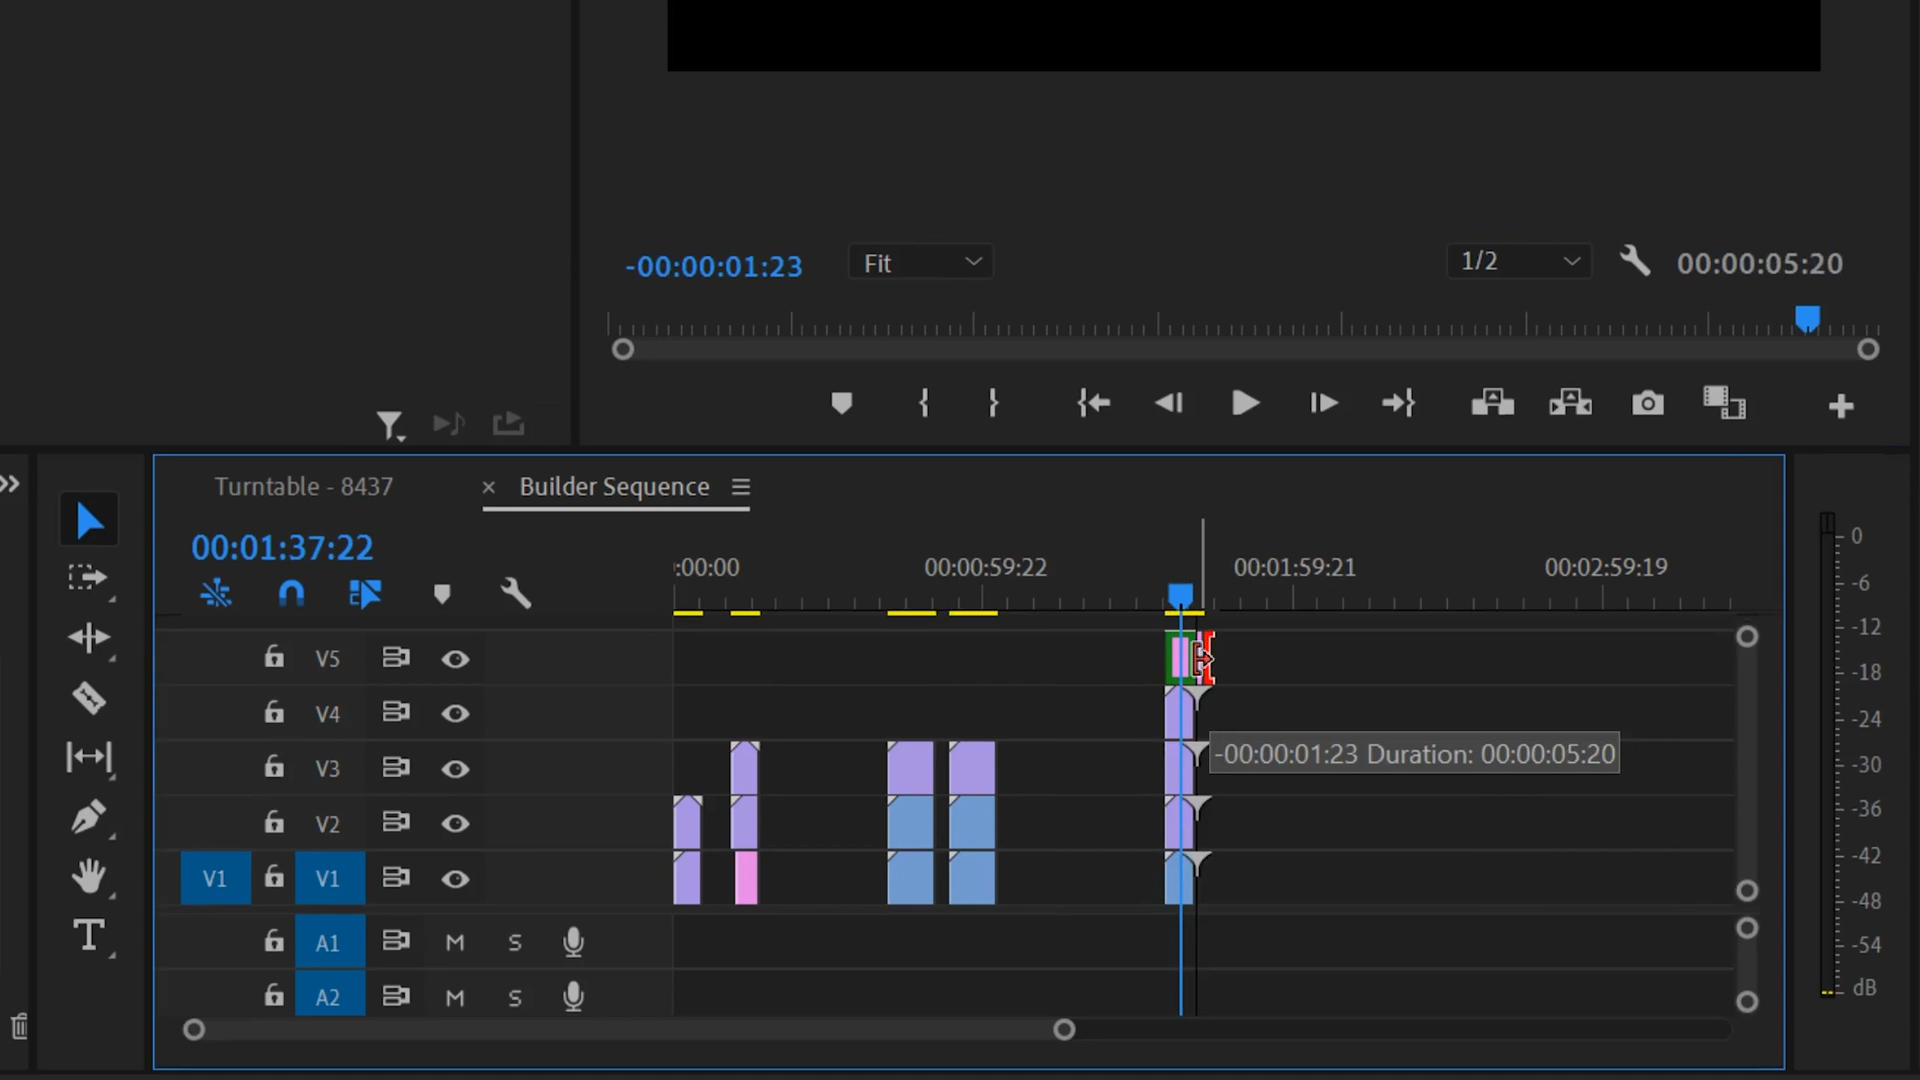 -00:00:01:23
Fit
1/2
00:00:05:20
Turntable - 8437
× Builder Sequence
00:01:37:22
:00:00
00:00:59:22
00:01:59:21
00:02:59:19
V5
V4
-00:00:01:23 Duration: 00:00:05:20
V3
V2
V1 V1
A1 M S
A2 M S
T
0
-6
-12
-18
-24
-30
-36
-42
-48
-54
dB